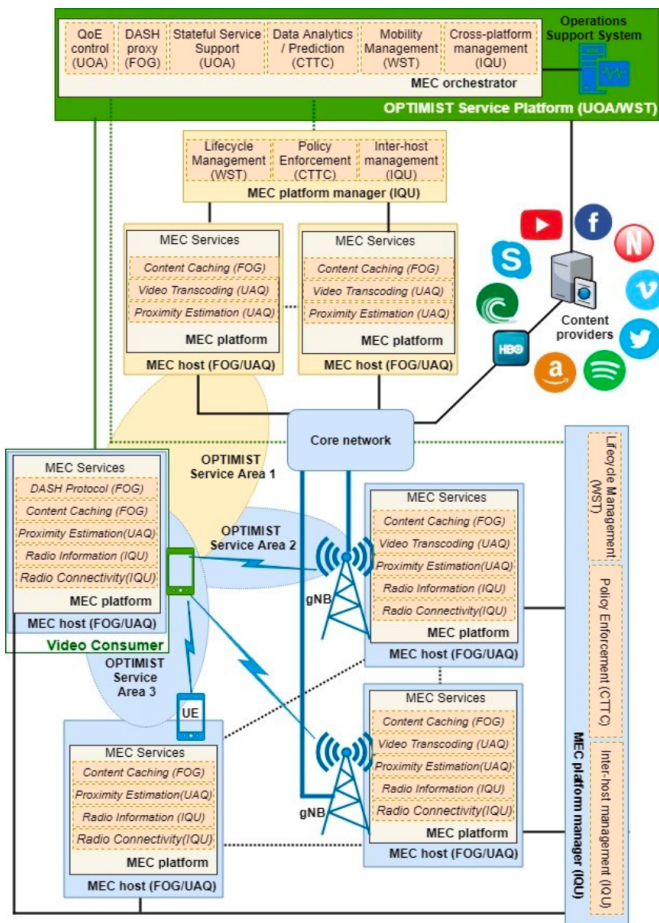 QoE
control
(UOA)
DASH
proxy
(FOG)
Stateful Service
Support
(UOA)
Data Analytics
/ Prediction
(CTTC)
Mobility
Management
(WST)
Cross-platform
management
(IQU)
MEC orchestrator
Operations
Support System
OPTIMIST Service Platform (UOA/WST)
Lifecycle
Management
(WST)
Policy
Enforcement
(CTTC)
Inter-host
management
(IQU)
MEC platform manager (IQU)
MEC Services
Content Caching (FOG)
Video Transcoding (UAQ)
Proximity Estimation (UAQ)
MEC platform
MEC host (FOG/UAQ)
MEC Services
Content Caching (FOG)
Video Transcoding (UAQ)
Proximity Estimation (UAQ)
MEC platform
MEC host (FOG/UAQ)
f
N
S
HBO
a
Content
providers
Core network
OPTIMIST
Service Area 1
OPTIMIST
Service Area 2
OPTIMIST
Service
Area 3
MEC Services
DASH Protocol (FOG)
Content Caching (FOG)
Proximity Estimation(UAQ)
Radio Information (IQU)
Radio Connectivity(IQU)
MEC platform
MEC host (FOG/UAQ)
Video Consumer
gNB
MEC Services
Content Caching (FOG)
Video Transcoding (UAQ)
Proximity Estimation(UAQ)
Radio Information (IQU)
Radio Connectivity(IQU)
MEC platform
MEC host (FOG/UAQ)
UE
MEC Services
Content Caching (FOG)
Proximity Estimation(UAQ)
Radio Information (IQU)
Radio Connectivity(IQU)
MEC platform
MEC host (FOG/UAQ)
gNB
MEC Services
Content Caching (FOG)
Video Transcoding (UAQ)
Proximity Estimation(UAQ)
Radio Information (IQU)
Radio Connectivity(IQU)
MEC platform
MEC host (FOG/UAQ)
Lifecycle Management
(WST)
Policy Enforcement (CTTC)
Inter-host management (IQU)
MEC platform manager (IQU)